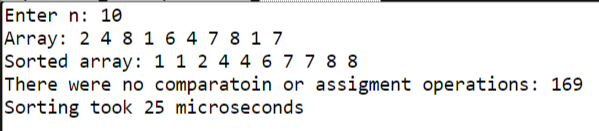 Enter n: 10
Array: 2 4 8 1 6 4 7 8 1 7
Sorted array: 1 1 2 4 4 6 7 7 8 8
There were no comparatoin or assigment operations: 169
Sorting took 25 microseconds